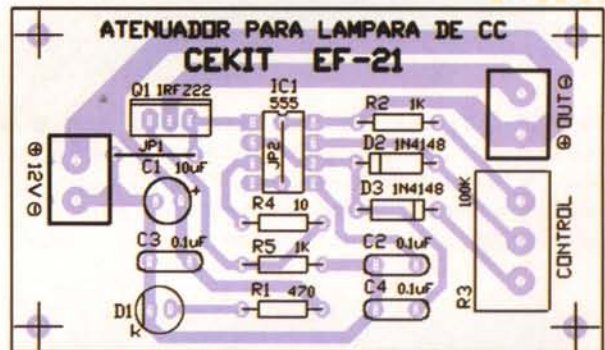 ATENUADOR PARA LAMPARA DE CC
CEKIT EF-21
Q1 IRFZ22
IC1
555
R2 1K
⊖
OUT
⊕
⊕
12V
⊖
JP1
JP2
D2 1N4148
C1 10uF
+
D3 1N4148
100K
CONTROL
R3
R4 10
C3 0.1uF
R5 1K
C2 0.1uF
D1
K
R1 470
C4 0.1uF